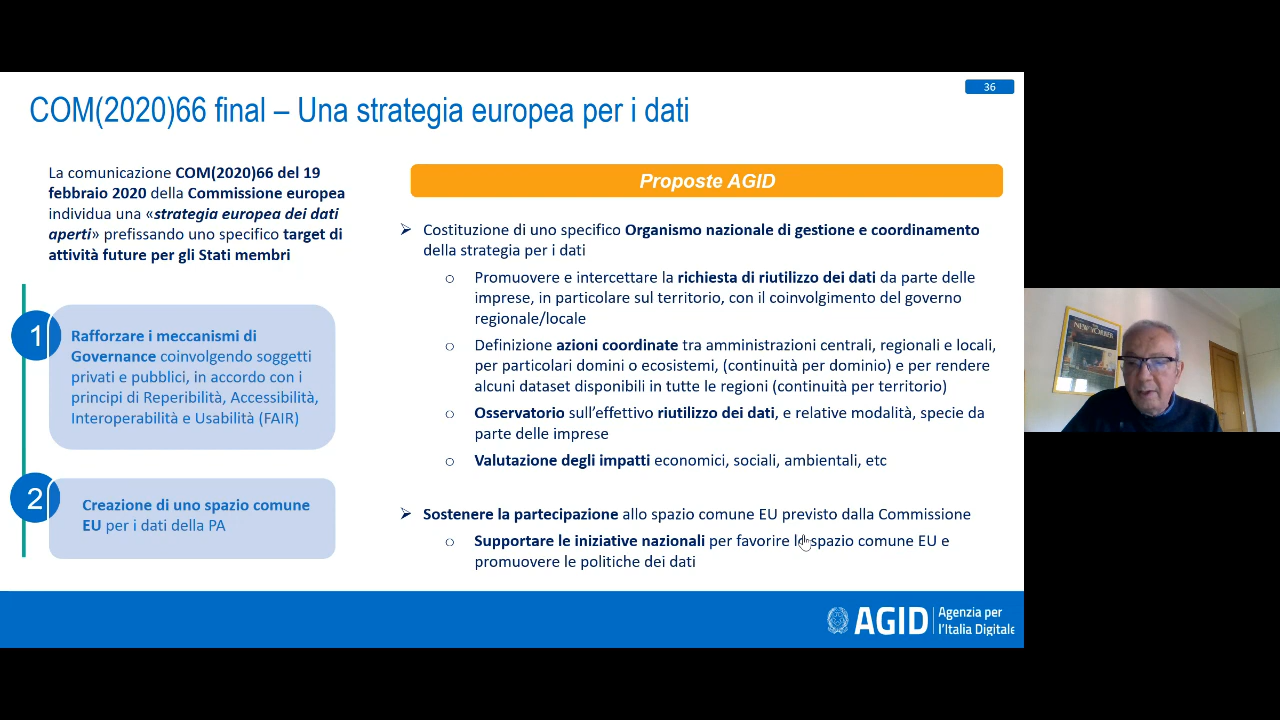 36
COM(2020)66 final – Una strategia europea per i dati
La comunicazione COM(2020)66 del 19
febbraio 2020 della Commissione europea
individua una «strategia europea dei dati
aperti» prefissando uno specifico target di
attività future per gli Stati membri
1
Rafforzare i meccanismi di
Governance coinvolgendo soggetti
privati e pubblici, in accordo con i
principi di Reperibilità, Accessibilità,
Interoperabilità e Usabilità (FAIR)
2
Creazione di uno spazio comune
EU per i dati della PA
Proposte AGID
Costituzione di uno specifico Organismo nazionale di gestione e coordinamento
della strategia per i dati
Promuovere e intercettare la richiesta di riutilizzo dei dati da parte delle
imprese, in particolare sul territorio, con il coinvolgimento del governo
regionale/locale
Definizione azioni coordinate tra amministrazioni centrali, regionali e locali,
per particolari domini o ecosistemi, (continuità per dominio) e per rendere
alcuni dataset disponibili in tutte le regioni (continuità per territorio)
Osservatorio sull’effettivo riutilizzo dei dati, e relative modalità, specie da
parte delle imprese
Valutazione degli impatti economici, sociali, ambientali, etc
Sostenere la partecipazione allo spazio comune EU previsto dalla Commissione
Supportare le iniziative nazionali per favorire lo spazio comune EU e
promuovere le politiche dei dati
AGID
Agenzia per
l’Italia Digitale
NEW YORKER